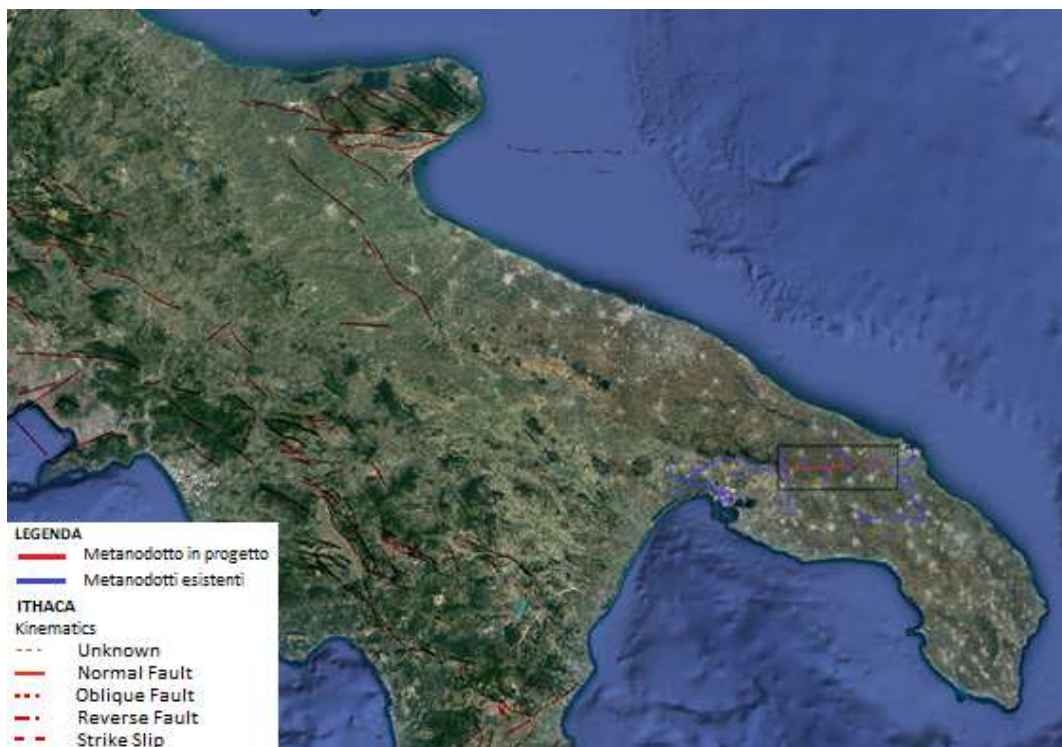 LEGENDA
Metanodotto in progetto
Metanodotti esistenti
ITHACA
Kinematics
Unknown
Normal Fault
Oblique Fault
Reverse Fault
Strike Slip